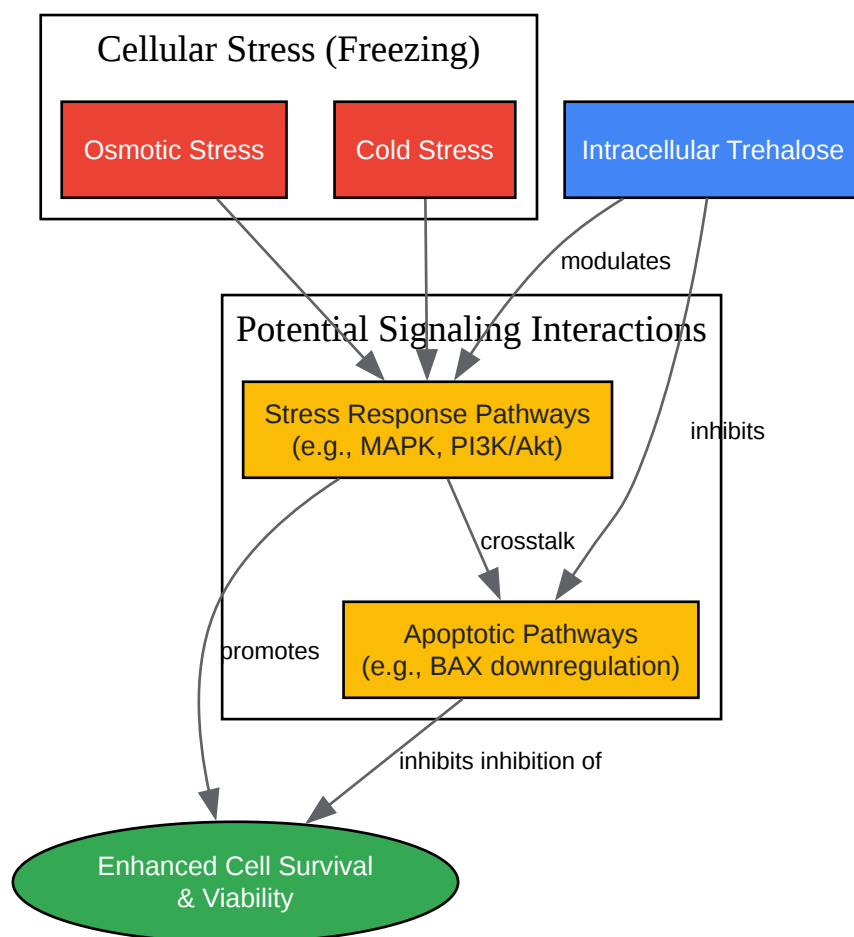 Cellular Stress (Freezing)
Osmotic Stress
Cold Stress
Intracellular Trehalose
modulates
Potential Signaling Interactions
Stress Response Pathways
(e.g., MAPK, PI3K/Akt)
inhibits
crosstalk
Apoptotic Pathways
(e.g., BAX downregulation)
promotes
inhibits inhibition of
Enhanced Cell Survival
& Viability